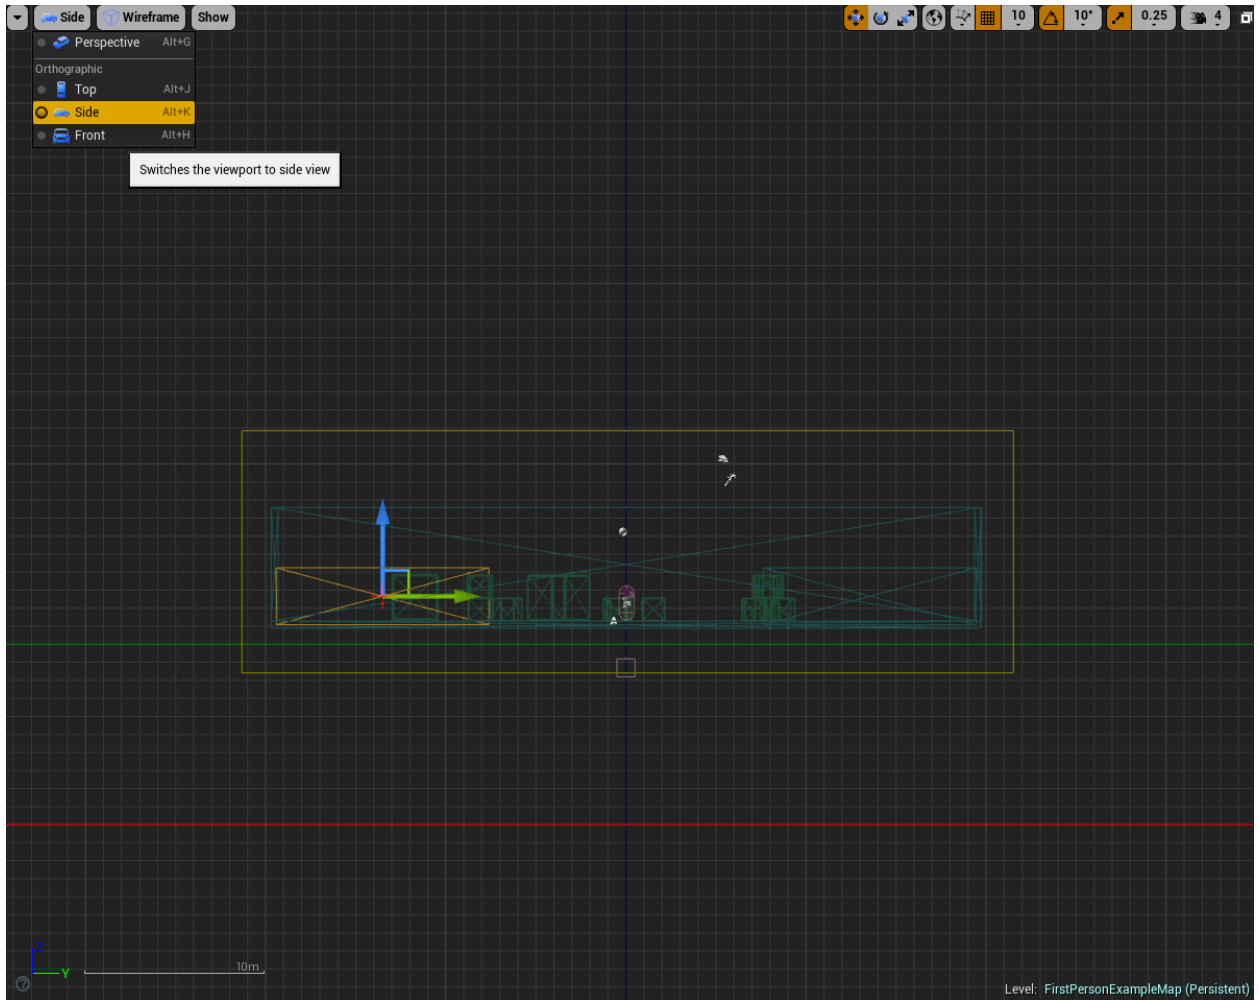 Side Wireframe Show 10 10° 0.25 4
Perspective Alt+G
Orthographic
Top Alt+J
Side Alt+K
Front Alt+H
Switches the viewport to side view
Z
Y
10m
?
Level: FirstPersonExampleMap (Persistent)